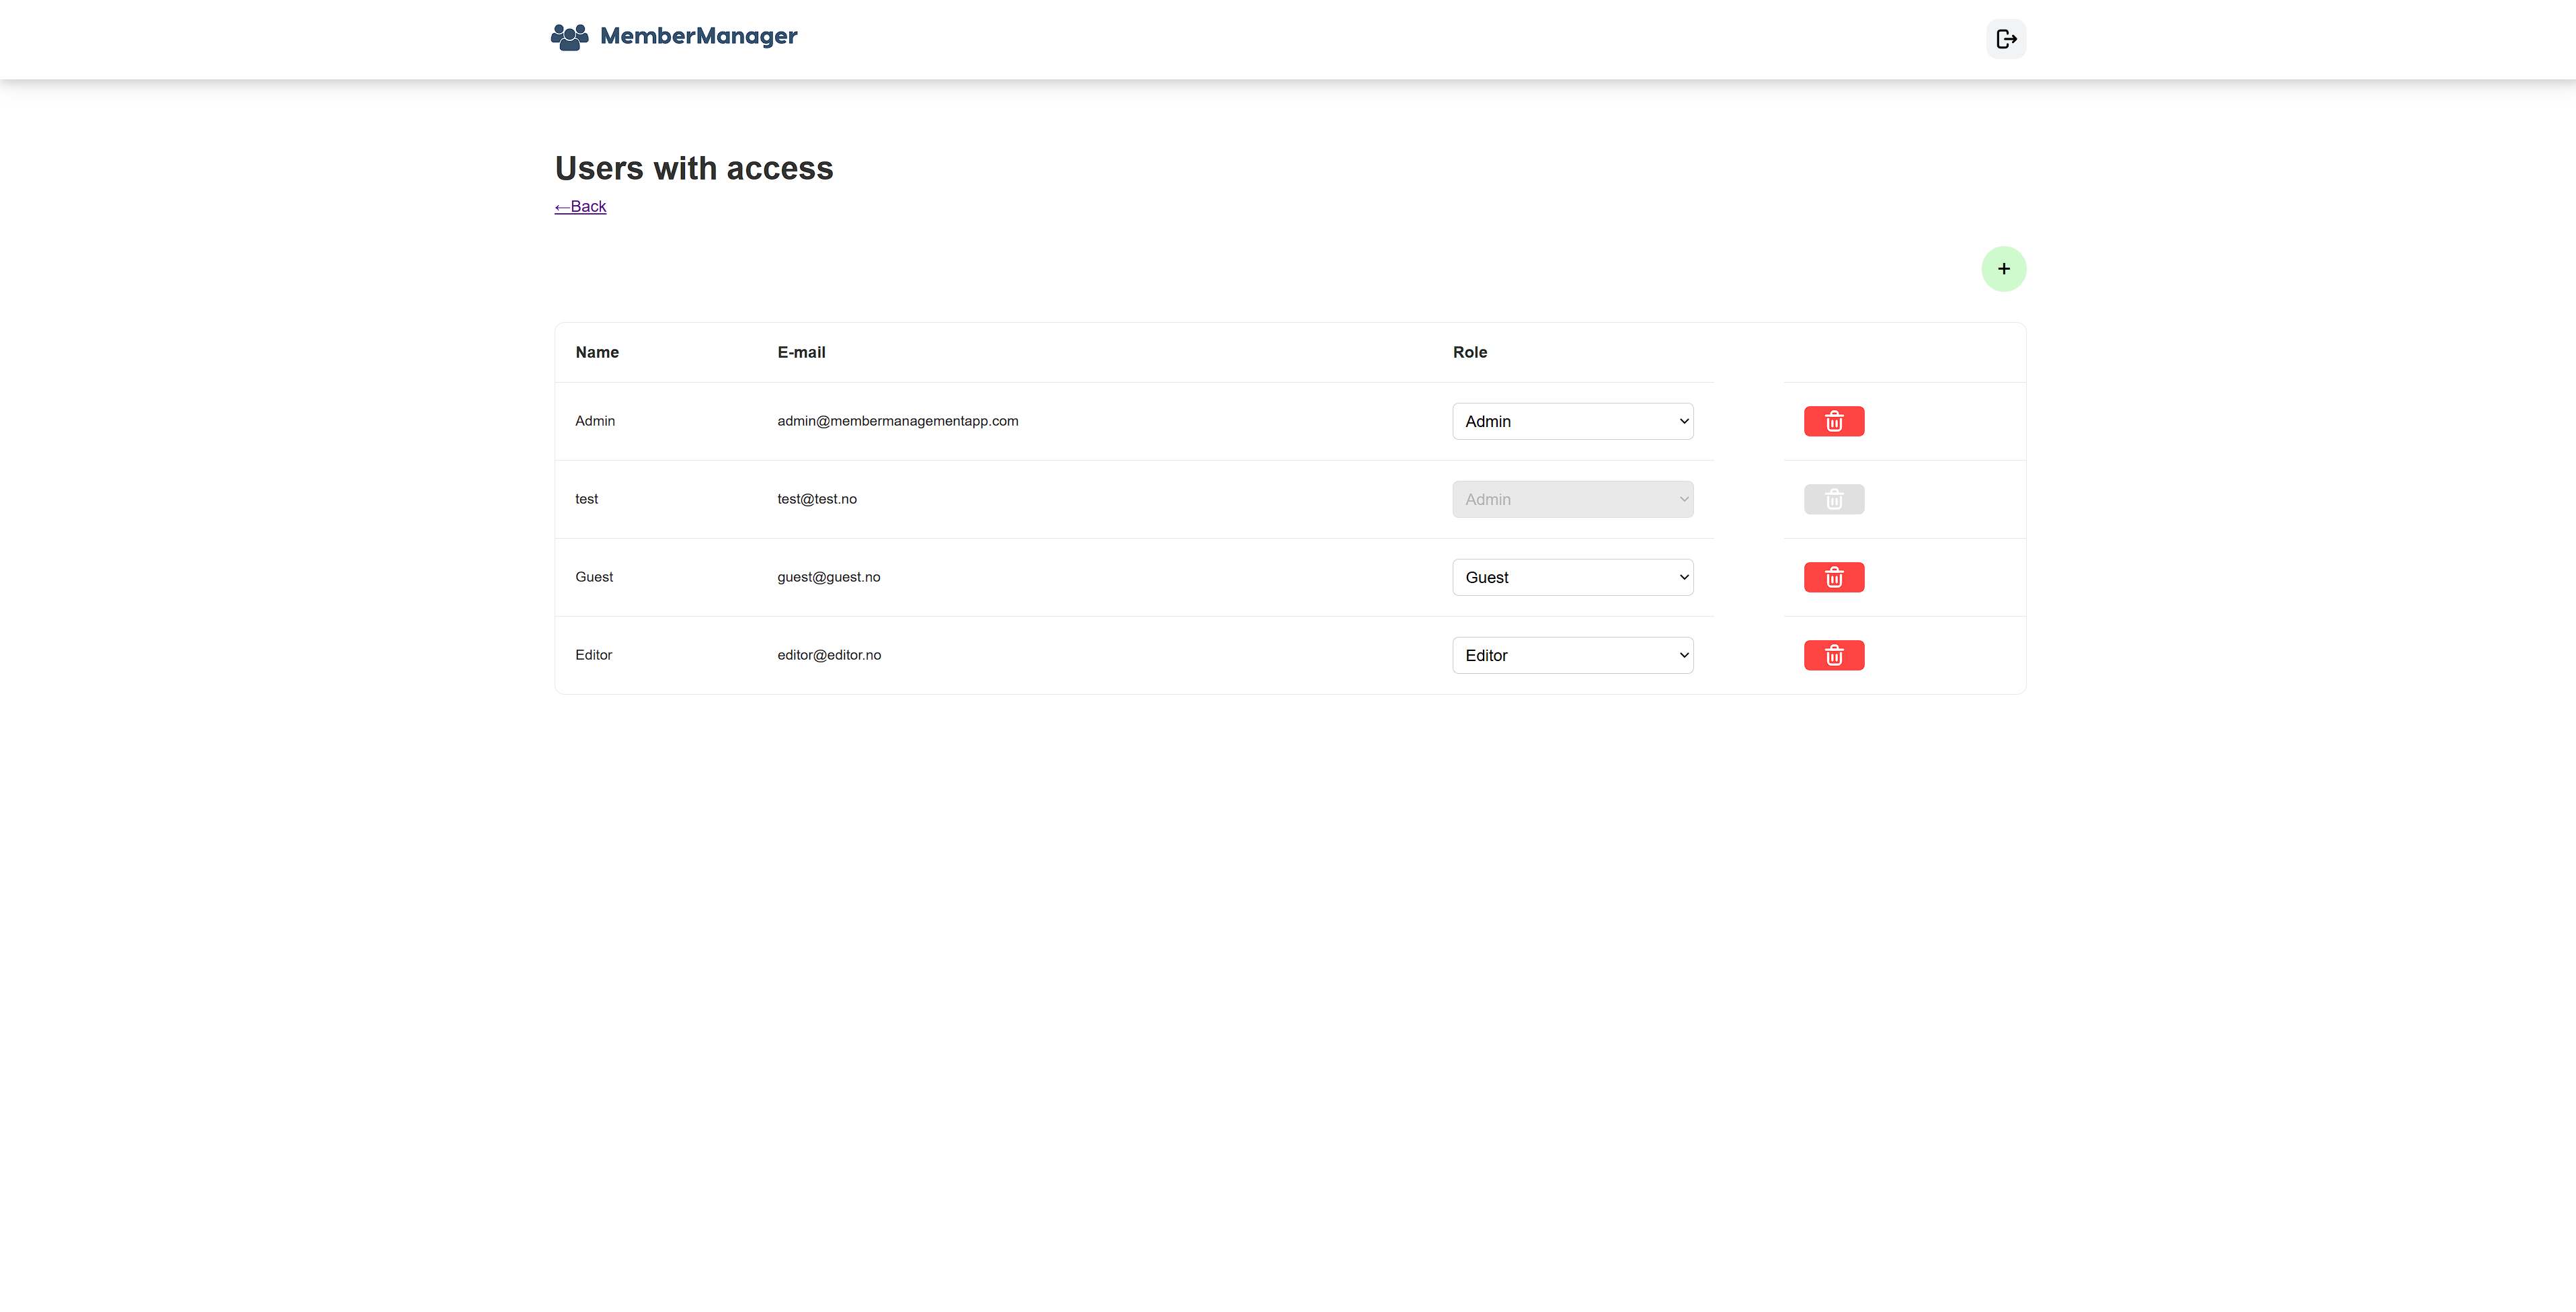 MemberManager
Users with access
←Back
+
Name E-mail Role
Admin admin@membermanagementapp.com Admin
test test@test.no Admin
Guest guest@guest.no Guest
Editor editor@editor.no Editor